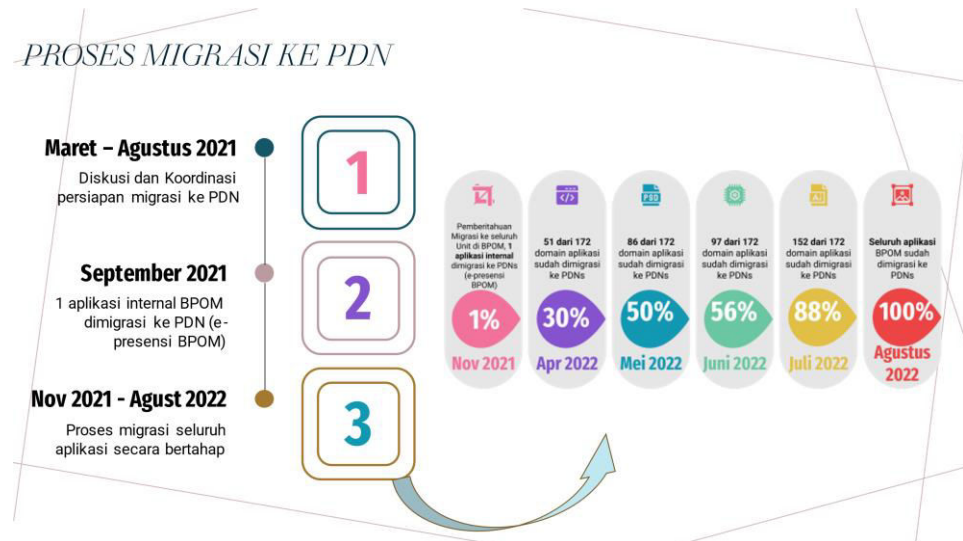 PROSES MIGRASI KE PDN
Maret – Agustus 2021
Diskusi dan Koordinasi
persiapan migrasi ke PDN
1
September 2021
1 aplikasi internal BPOM
dimigrasi ke PDN (e-
presensi BPOM)
2
Nov 2021 - Agust 2022
Proses migrasi seluruh
aplikasi secara bertahap
3
Pemberitahuan
Migrasi ke seluruh
Unit di BPOM, 1
aplikasi internal
dimigrasi ke PDNs
(e-presensi
BPOM)
1%
Nov 2021
51 dari 172
domain aplikasi
sudah dimigrasi
ke PDNs
30%
Apr 2022
PSD
86 dari 172
domain aplikasi
sudah dimigrasi
ke PDNs
50%
Mei 2022
97 dari 172
domain aplikasi
sudah dimigrasi
ke PDNs
56%
Juni 2022
152 dari 172
domain aplikasi
sudah dimigrasi
ke PDNs
88%
Juli 2022
Seluruh aplikasi
BPOM sudah
dimigrasi ke
PDNs
100%
Agustus
2022